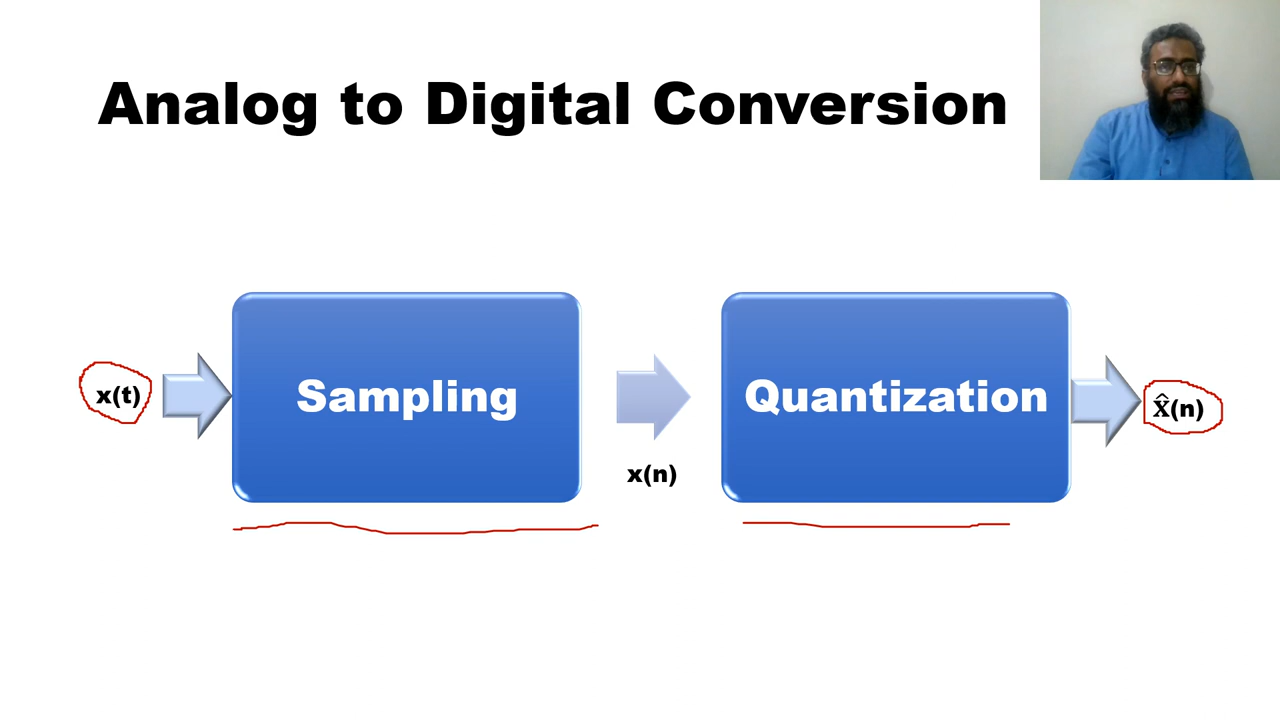 Analog to Digital Conversion
x(t)
Sampling
x(n)
Quantization
x̂(n)